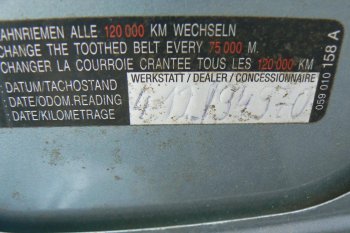 AHNRIEMEN ALLE 120 000 KM WECHSELN
CHANGE THE TOOTHED BELT EVERY 75 000 M.
CHANGER LA COURROIE CRANTEE TOUS LES 120 000 KM
DATUM/TACHOSTAND WERKSTATT / DEALER / CONCESSIONNAIRE
DATE/ODOM.READING
DATE/KILOMETRAGE
059 010 158 A